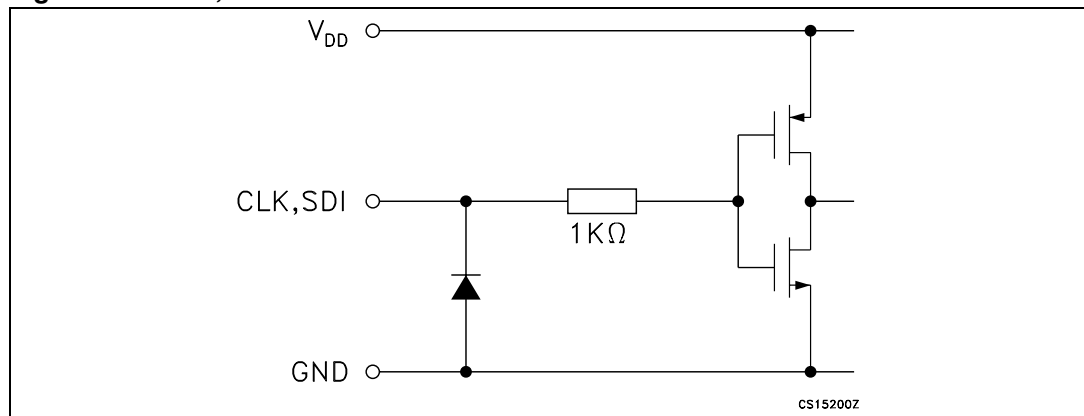 V_DD
CLK,SDI
1KΩ
GND
CS15200Z